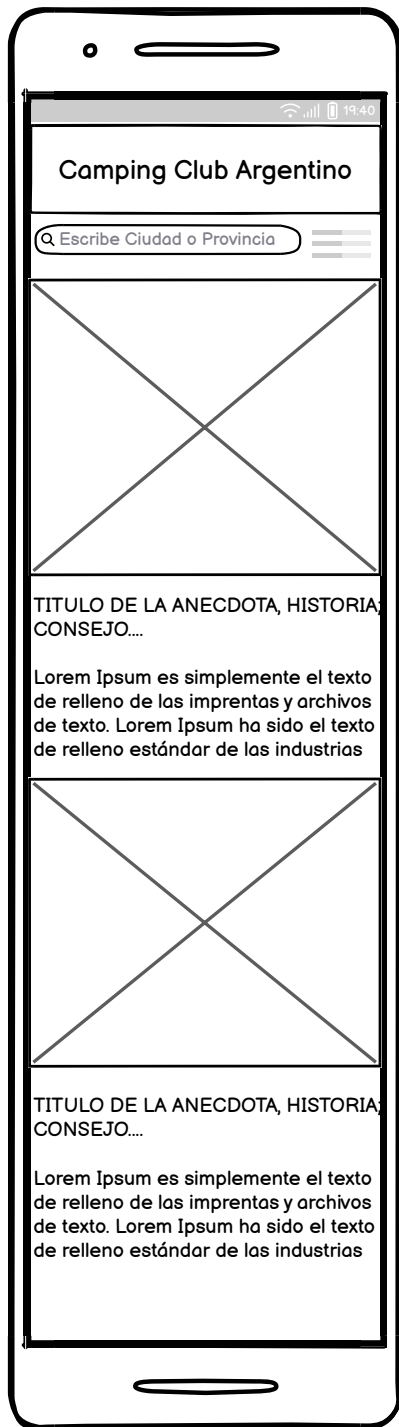 19:40
Camping Club Argentino
Escribe Ciudad o Provincia
TITULO DE LA ANECDOTA, HISTORIA;
CONSEJO....
Lorem Ipsum es simplemente el texto
de relleno de las imprentas y archivos
de texto. Lorem Ipsum ha sido el texto
de relleno estándar de las industrias
TITULO DE LA ANECDOTA, HISTORIA;
CONSEJO....
Lorem Ipsum es simplemente el texto
de relleno de las imprentas y archivos
de texto. Lorem Ipsum ha sido el texto
de relleno estándar de las industrias